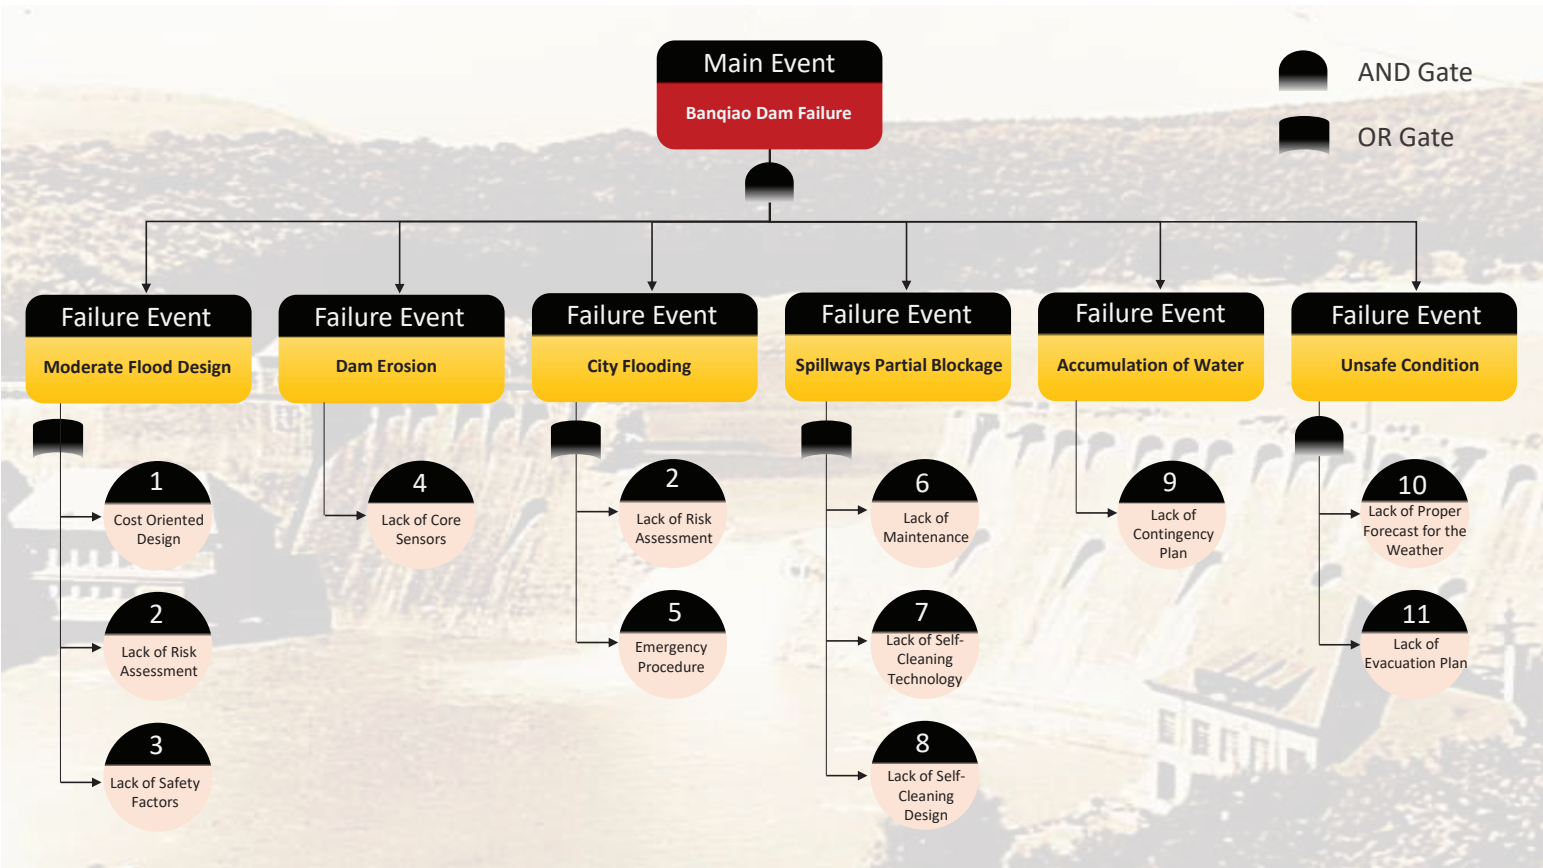 Main Event
Banqiao Dam Failure
AND Gate
OR Gate
Failure Event
Moderate Flood Design
Failure Event
Dam Erosion
Failure Event
City Flooding
Failure Event
Spillways Partial Blockage
Failure Event
Accumulation of Water
Failure Event
Unsafe Condition
1
Cost Oriented
Design
2
Lack of Risk
Assessment
3
Lack of Safety
Factors
4
Lack of Core
Sensors
2
Lack of Risk
Assessment
5
Emergency
Procedure
6
Lack of
Maintenance
7
Lack of Self-
Cleaning
Technology
8
Lack of Self-
Cleaning
Design
9
Lack of
Contingency
Plan
10
Lack of Proper
Forecast for the
Weather
11
Lack of
Evacuation Plan